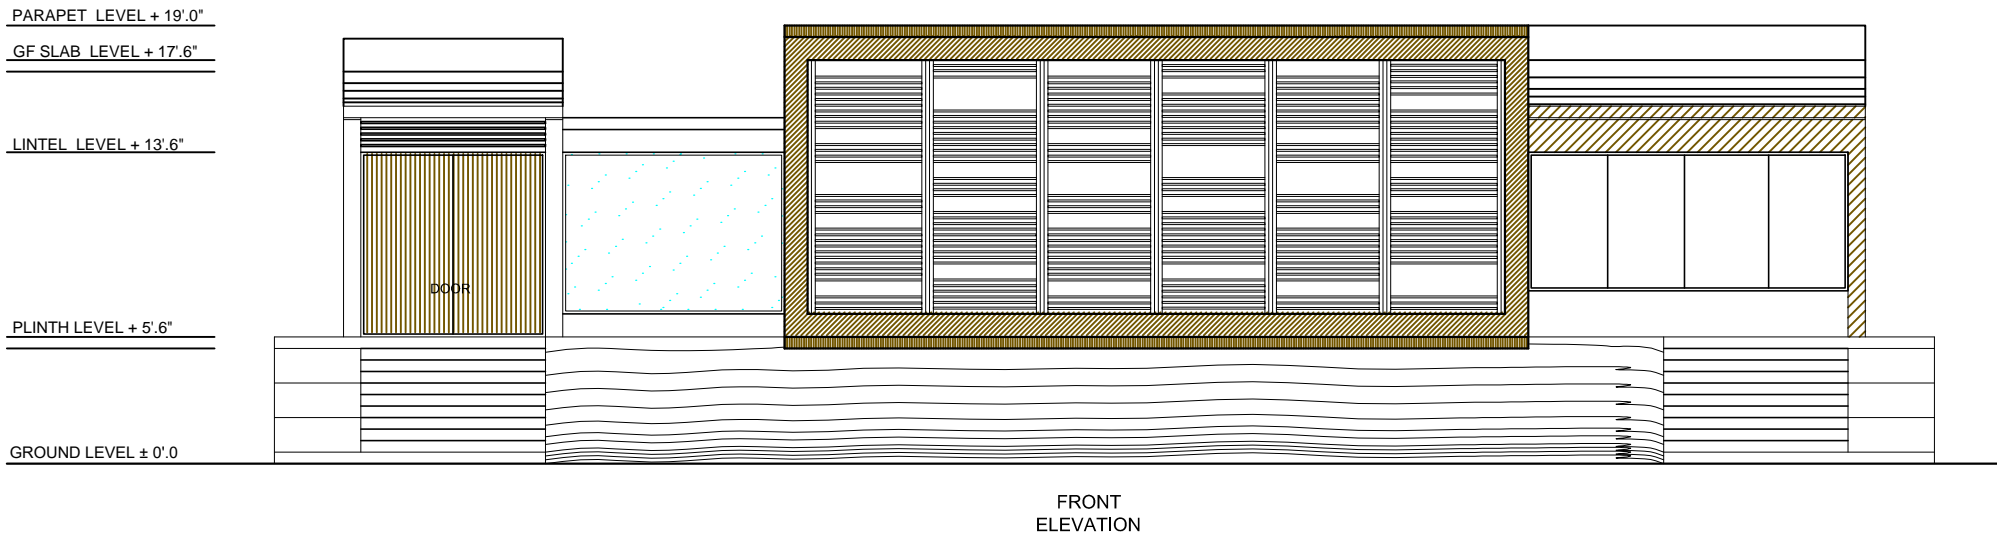 PARAPET LEVEL + 19'.0"
GF SLAB LEVEL + 17'.6"
LINTEL LEVEL + 13'.6"
DOOR
PLINTH LEVEL + 5'.6"
GROUND LEVEL ± 0'.0
FRONT
ELEVATION